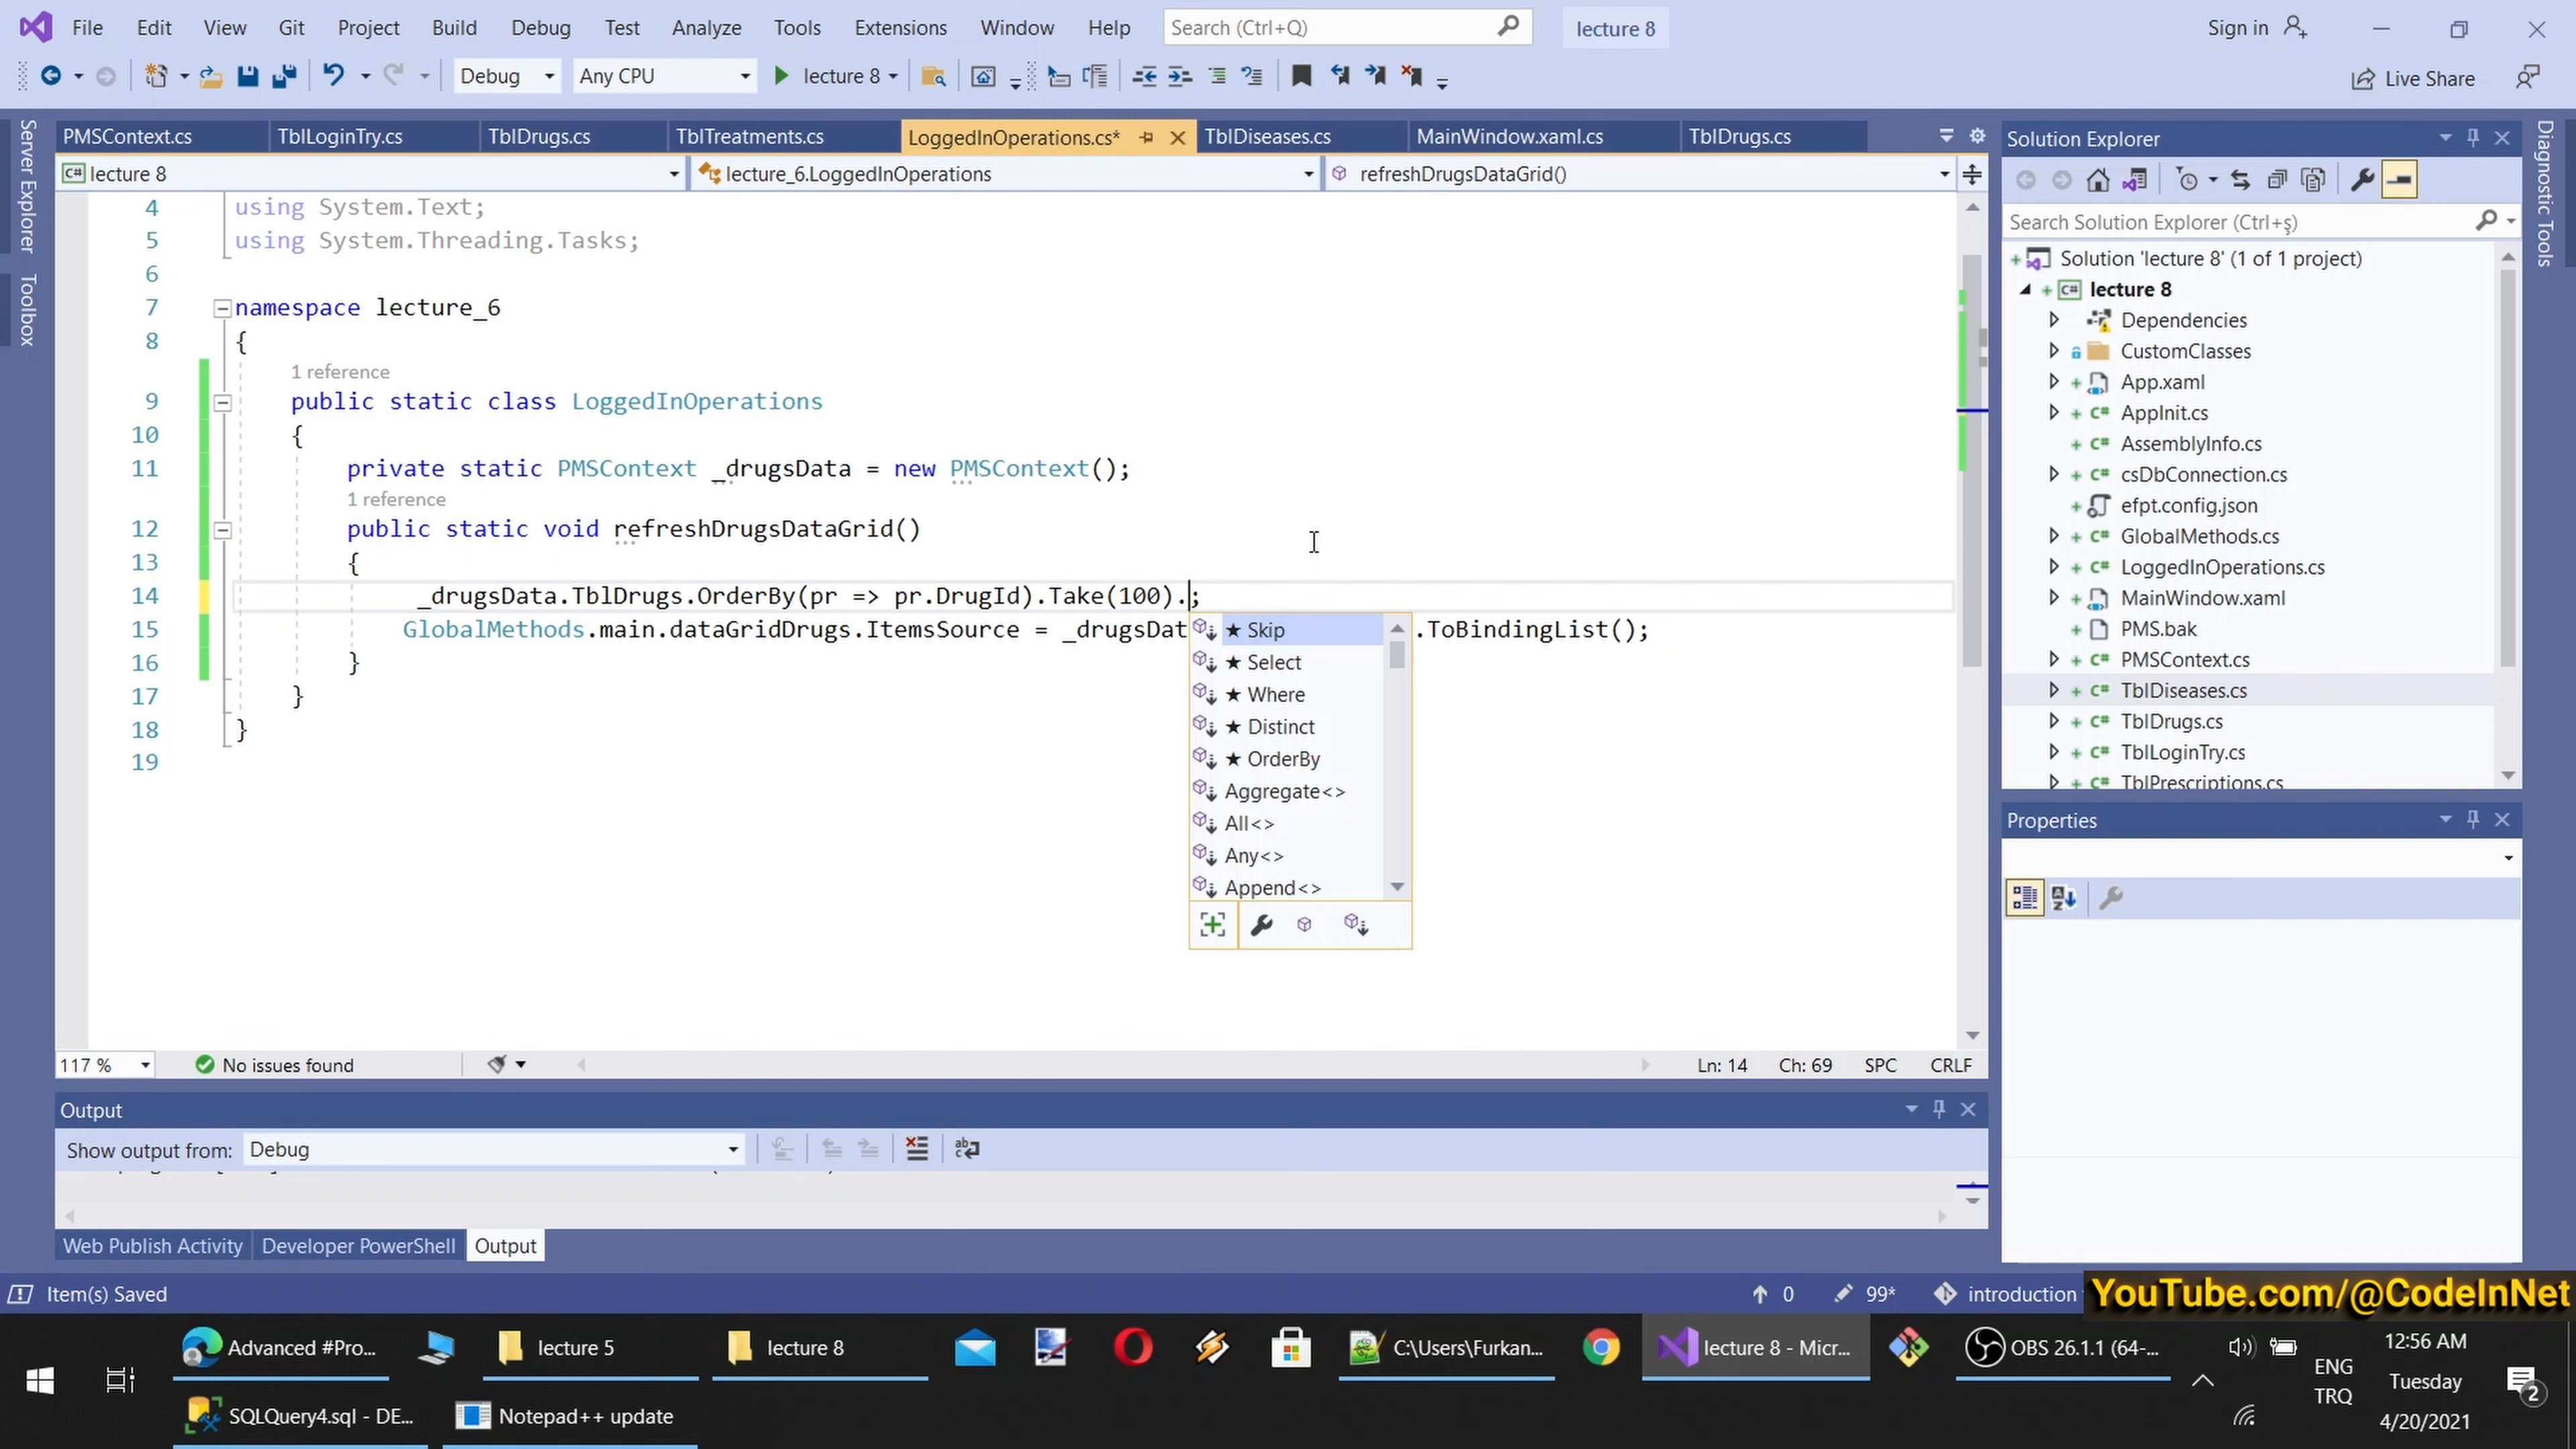 File Edit View Git Project Build Debug Test Analyze Tools Extensions Window Help Search (Ctrl+Q) lecture 8 Sign in
Debug Any CPU lecture 8 Live Share
PMSContext.cs TblLoginTry.cs TblDrugs.cs TblTreatments.cs LoggedInOperations.cs* TblDiseases.cs MainWindow.xaml.cs TblDrugs.cs
C# lecture 8 lecture_6.LoggedInOperations refreshDrugsDataGrid()
Server Explorer
Toolbox
4 using System.Text;
5 using System.Threading.Tasks;
6
7 namespace lecture_6
8 {
1 reference
9 public static class LoggedInOperations
10 {
11 private static PMSContext _drugsData = new PMSContext();
1 reference
12 public static void refreshDrugsDataGrid()
13 {
14 _drugsData.TblDrugs.OrderBy(pr => pr.DrugId).Take(100).;
15 GlobalMethods.main.dataGridDrugs.ItemsSource = _drugsDat .ToBindingList();
16 }
17 }
18 }
19
★ Skip
★ Select
★ Where
★ Distinct
★ OrderBy
Aggregate<>
All<>
Any<>
Append<>
117 % No issues found Ln: 14 Ch: 69 SPC CRLF
Output
Show output from: Debug
Web Publish Activity Developer PowerShell Output
Solution Explorer
Search Solution Explorer (Ctrl+ş)
Solution 'lecture 8' (1 of 1 project)
C# lecture 8
Dependencies
CustomClasses
App.xaml
C# AppInit.cs
C# AssemblyInfo.cs
C# csDbConnection.cs
efpt.config.json
C# GlobalMethods.cs
C# LoggedInOperations.cs
MainWindow.xaml
PMS.bak
C# PMSContext.cs
C# TblDiseases.cs
C# TblDrugs.cs
C# TblLoginTry.cs
C# TblPrescriptions.cs
Properties
Diagnostic Tools
Item(s) Saved 0 99* introduction
YouTube.com/@CodeInNet
Advanced #Pro... lecture 5 lecture 8 C:\Users\Furkan... lecture 8 - Micr... OBS 26.1.1 (64-...
SQLQuery4.sql - DE... Notepad++ update
ENG
TRQ
12:56 AM
Tuesday
4/20/2021
2